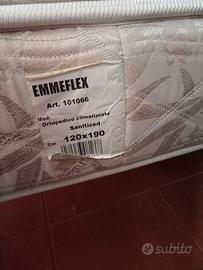 EMMEFLEX
Art. 101066
Mod.
Ortopedico climatizzato
Sanitized
Cm 120x190
subito